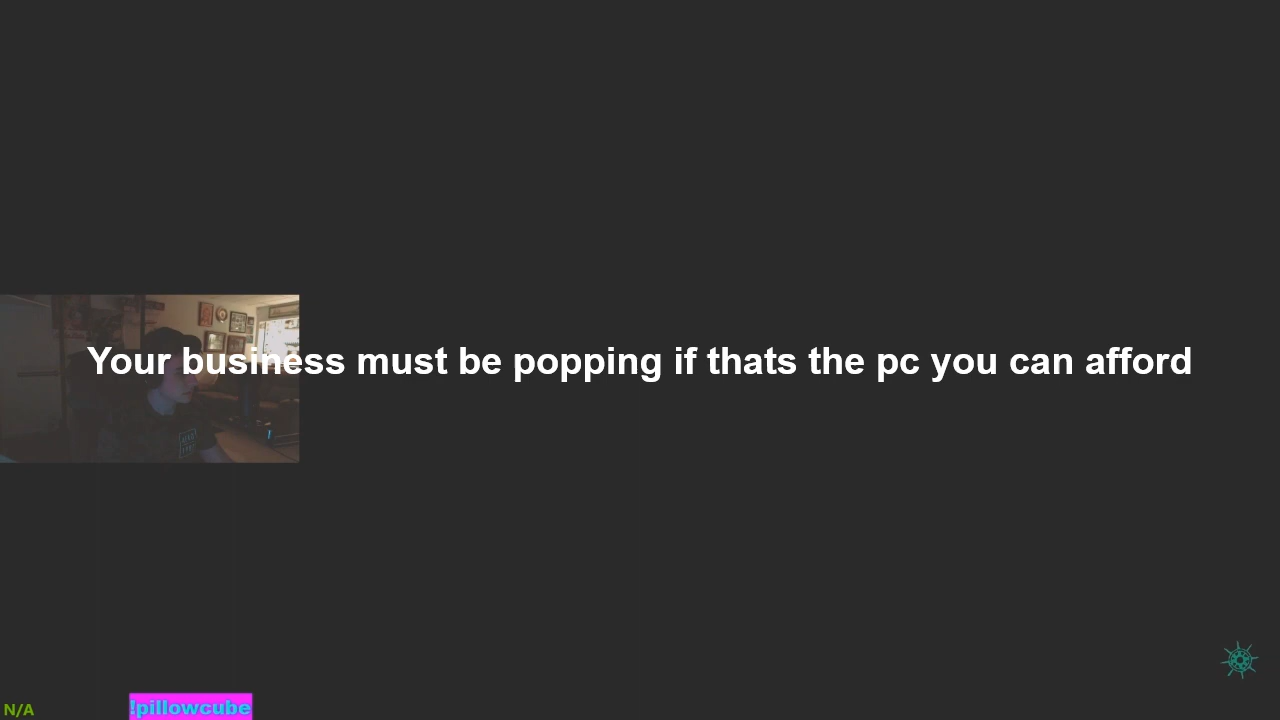 Your business must be popping if thats the pc you can afford
N/A
!pillowcube